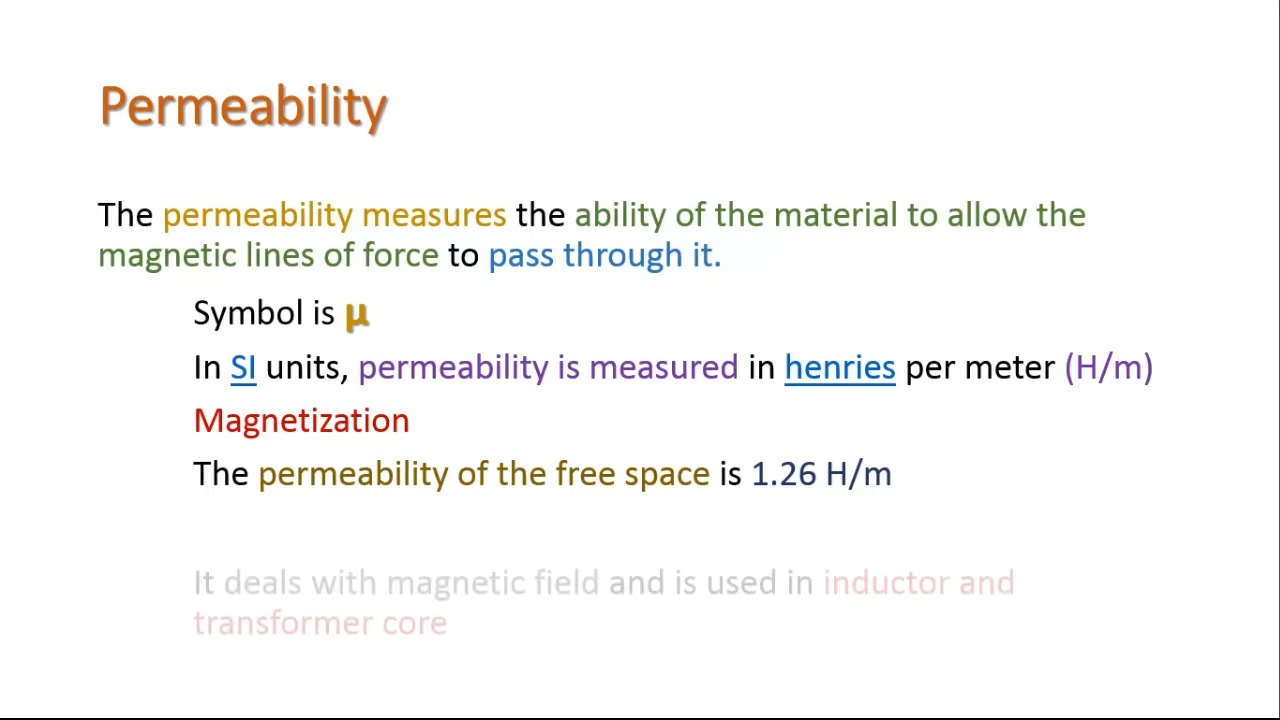 Permeability
The permeability measures the ability of the material to allow the
magnetic lines of force to pass through it.
Symbol is μ
In SI units, permeability is measured in henries per meter (H/m)
Magnetization
The permeability of the free space is 1.26 H/m
It deals with magnetic field and is used in inductor and
transformer core